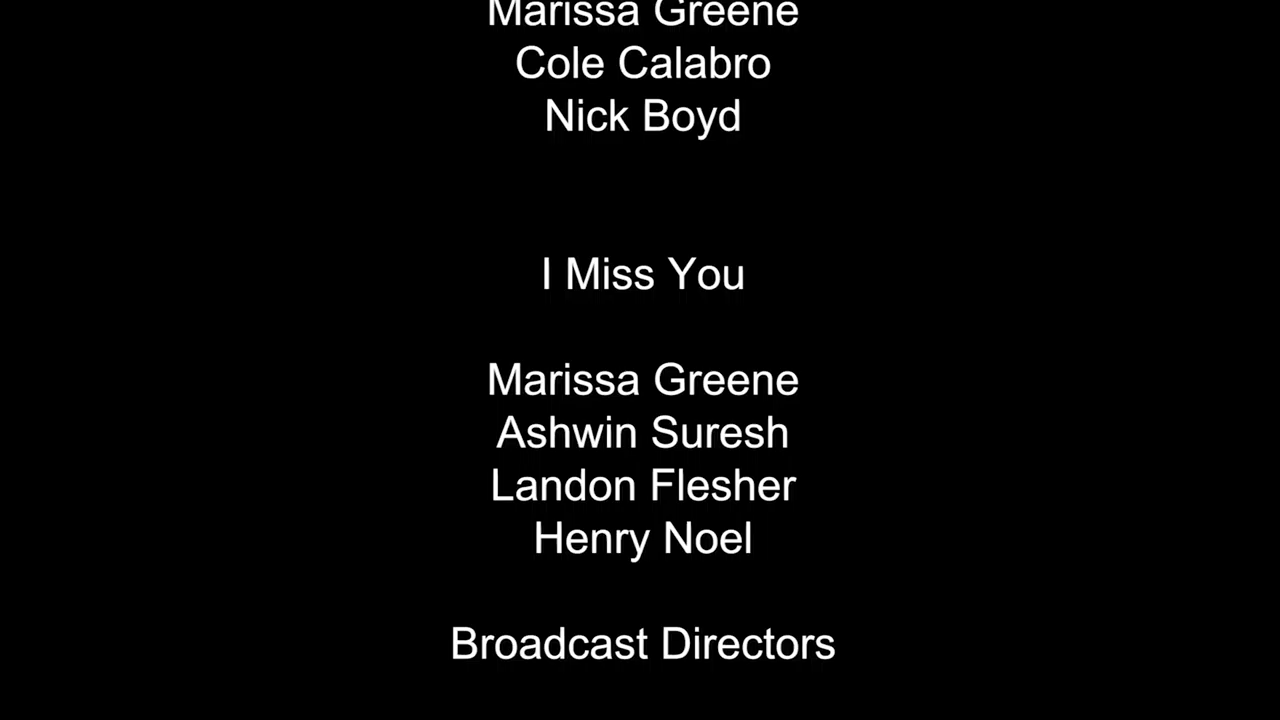 Marissa Greene
Cole Calabro
Nick Boyd
I Miss You
Marissa Greene
Ashwin Suresh
Landon Flesher
Henry Noel
Broadcast Directors